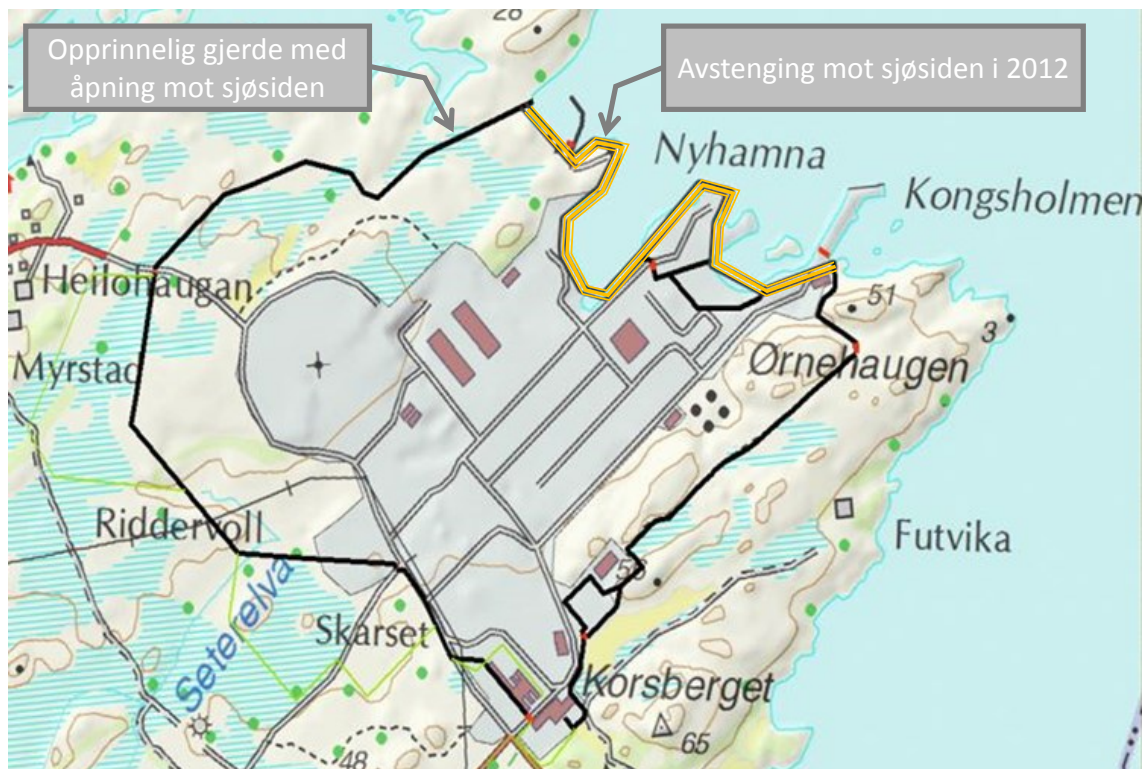 28
Opprinnelig gjerde med
åpning mot sjøsiden
Avstenging mot sjøsiden i 2012
Nyhamna
Kongsholmen
Heilohaugan
51
3
Myrstad
Ørnehaugen
Riddervoll
Futvika
Seterelva
Skarset
Korsberget
65
48